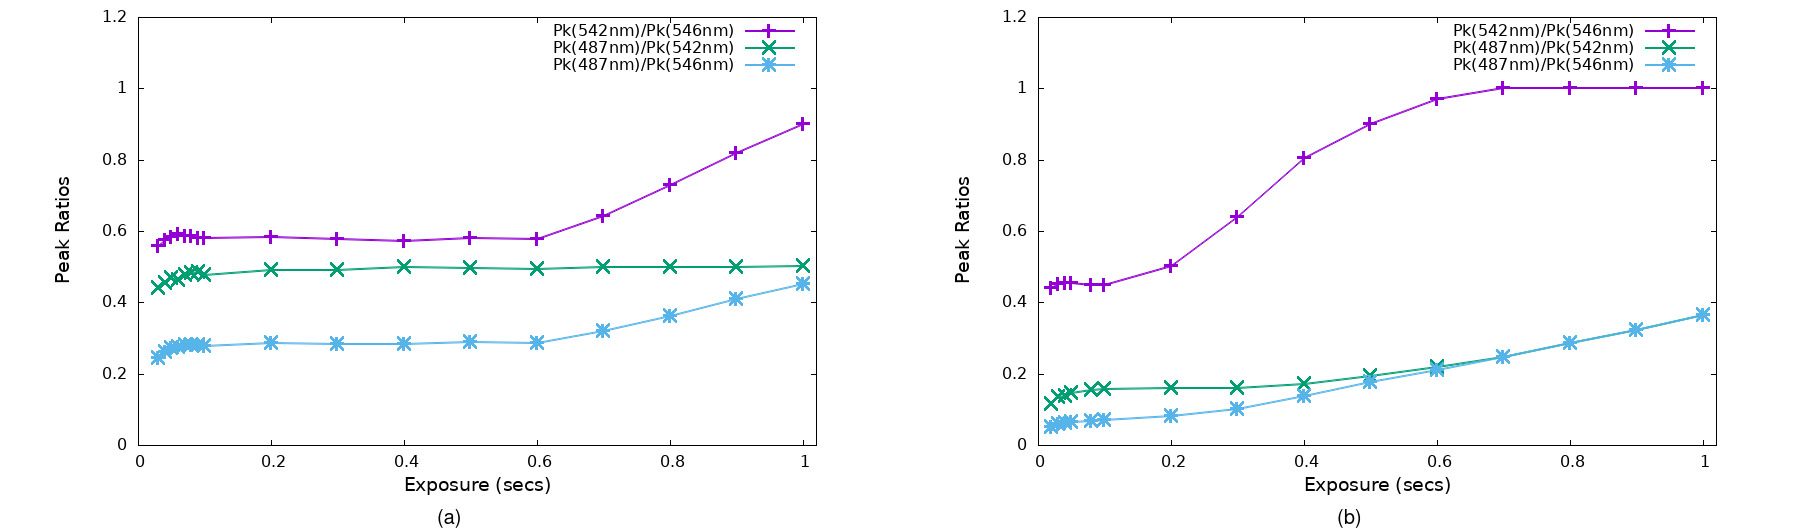 1.2
1
0.8
0.6
0.4
0.2
0
Peak Ratios
Pk(542nm)/Pk(546nm)
Pk(487nm)/Pk(542nm)
Pk(487nm)/Pk(546nm)
0 0.2 0.4 0.6 0.8 1
Exposure (secs)
(a)
1.2
1
0.8
0.6
0.4
0.2
0
Peak Ratios
Pk(542nm)/Pk(546nm)
Pk(487nm)/Pk(542nm)
Pk(487nm)/Pk(546nm)
0 0.2 0.4 0.6 0.8 1
Exposure (secs)
(b)